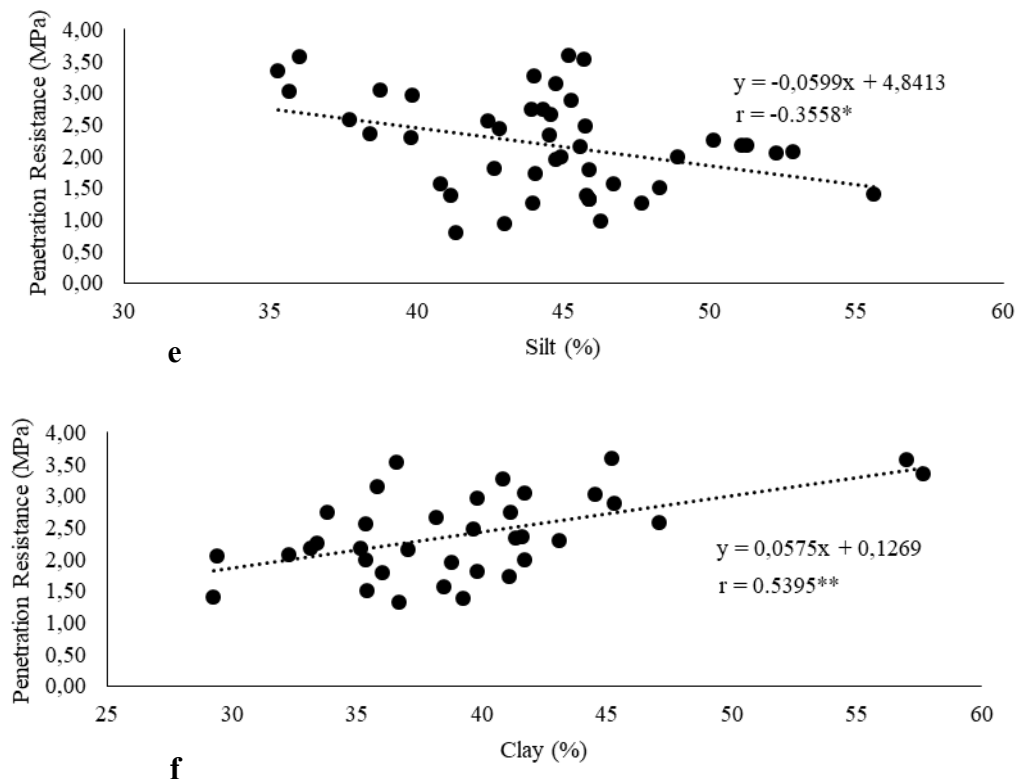 Penetration Resistance (MPa)
4,00
3,50
3,00
2,50
2,00
1,50
1,00
0,50
0,00
y = -0,0599x + 4,8413
r = -0.3558*
30 35 40 45 50 55 60
Silt (%)
e
Penetration Resistance (MPa)
4,00
3,50
3,00
2,50
2,00
1,50
1,00
0,50
0,00
y = 0,0575x + 0,1269
r = 0.5395**
25 30 35 40 45 50 55 60
Clay (%)
f